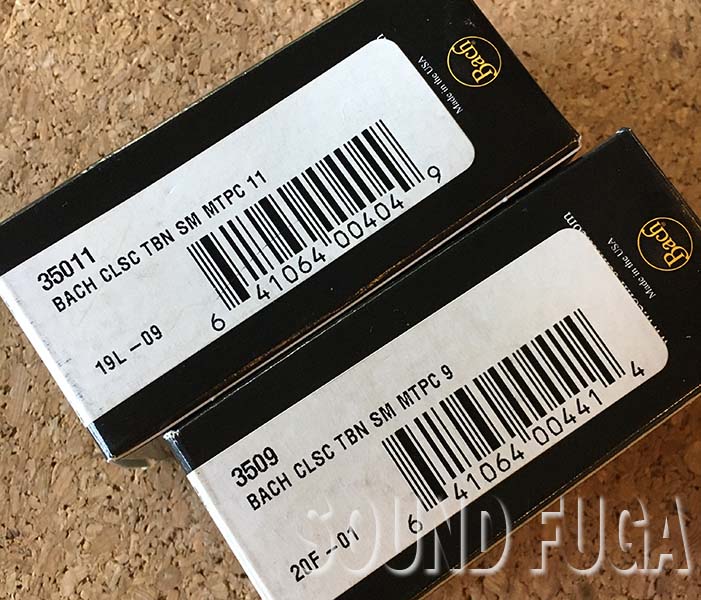 Bach
Made in the USA
35011
BACH CLSC TBN SM MTPC 11
6 41064 00404 9
19L-09
Bach
Made in the USA
3509
BACH CLSC TBN SM MTPC 9
6 41064 00441 4
20F-01
SOUND FUGA